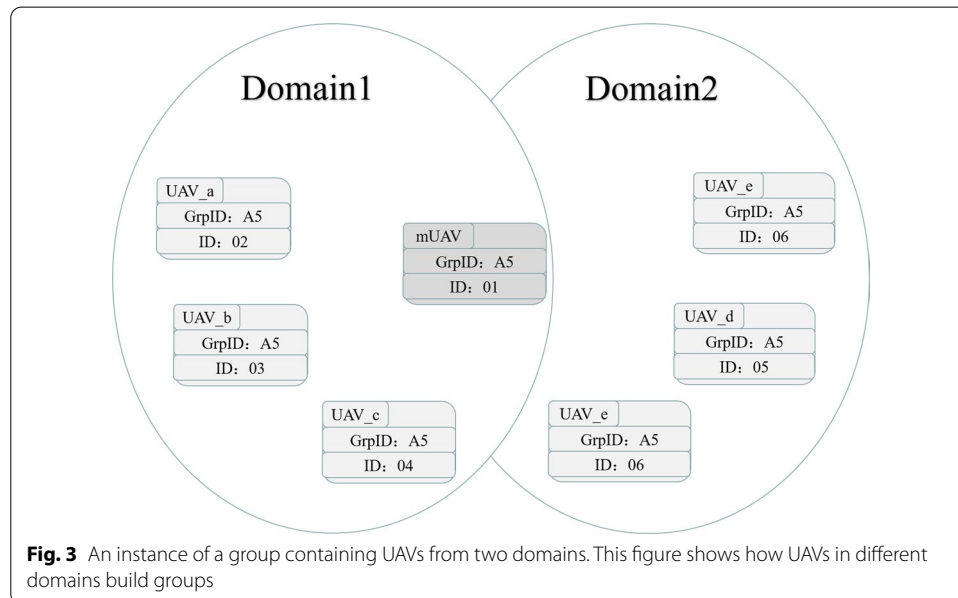 Domain1
Domain2
UAV_a
GrpID: A5
ID: 02
UAV_b
GrpID: A5
ID: 03
UAV_c
GrpID: A5
ID: 04
mUAV
GrpID: A5
ID: 01
UAV_e
GrpID: A5
ID: 06
UAV_d
GrpID: A5
ID: 05
UAV_e
GrpID: A5
ID: 06
Fig. 3 An instance of a group containing UAVs from two domains. This figure shows how UAVs in different
domains build groups